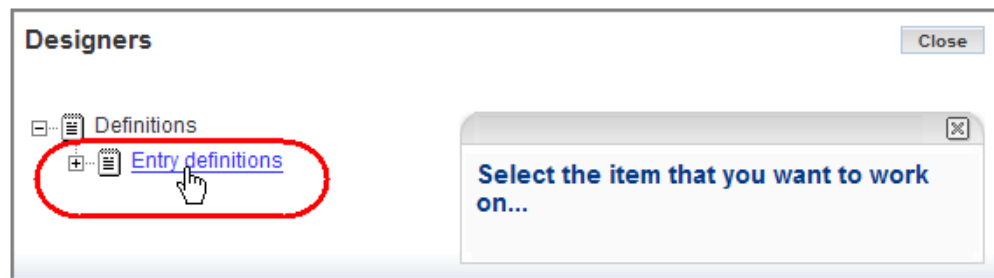 Designers
Close
Definitions
Entry definitions
Select the item that you want to work
on...